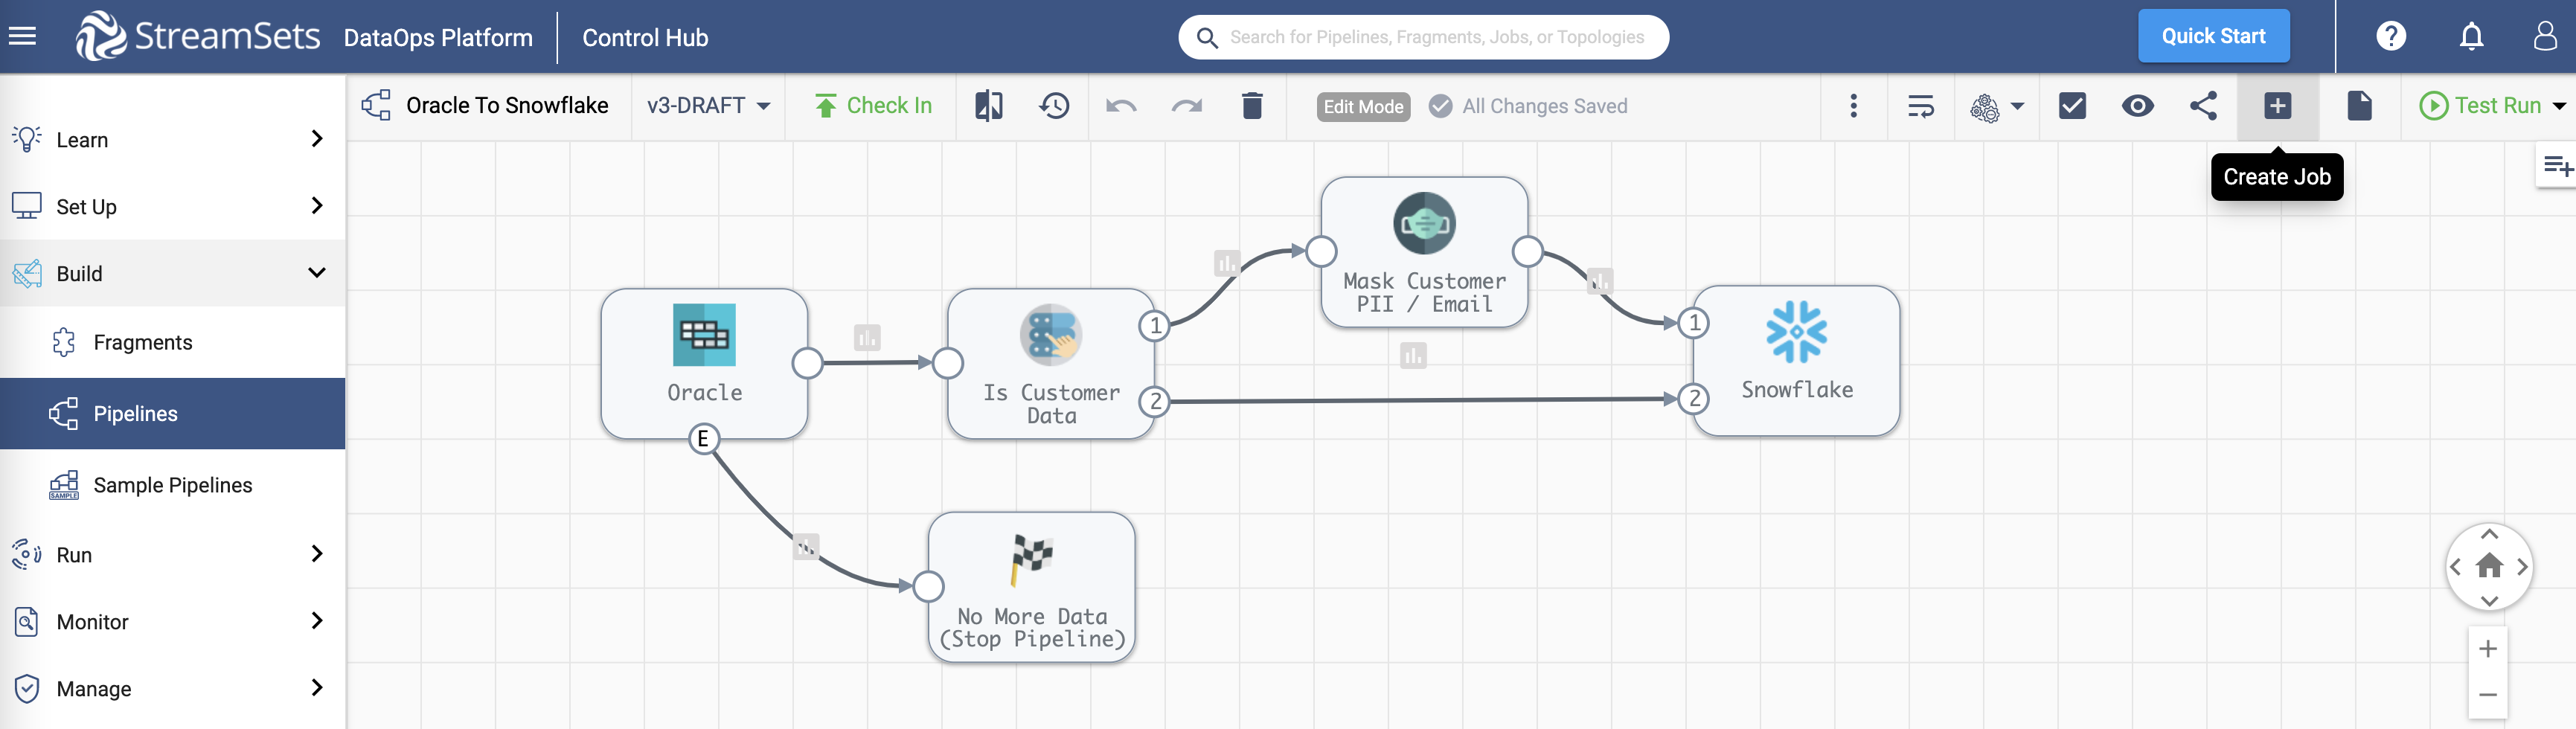 StreamSets DataOps Platform Control Hub Search for Pipelines, Fragments, Jobs, or Topologies Quick Start
Oracle To Snowflake v3-DRAFT Check In Edit Mode All Changes Saved Test Run
Create Job
Learn
Set Up
Build
Fragments
Pipelines
Sample Pipelines
SAMPLE
Run
Monitor
Manage
Oracle
E
Is Customer
Data
1
2
Mask Customer
PII / Email
1
2
Snowflake
No More Data
(Stop Pipeline)